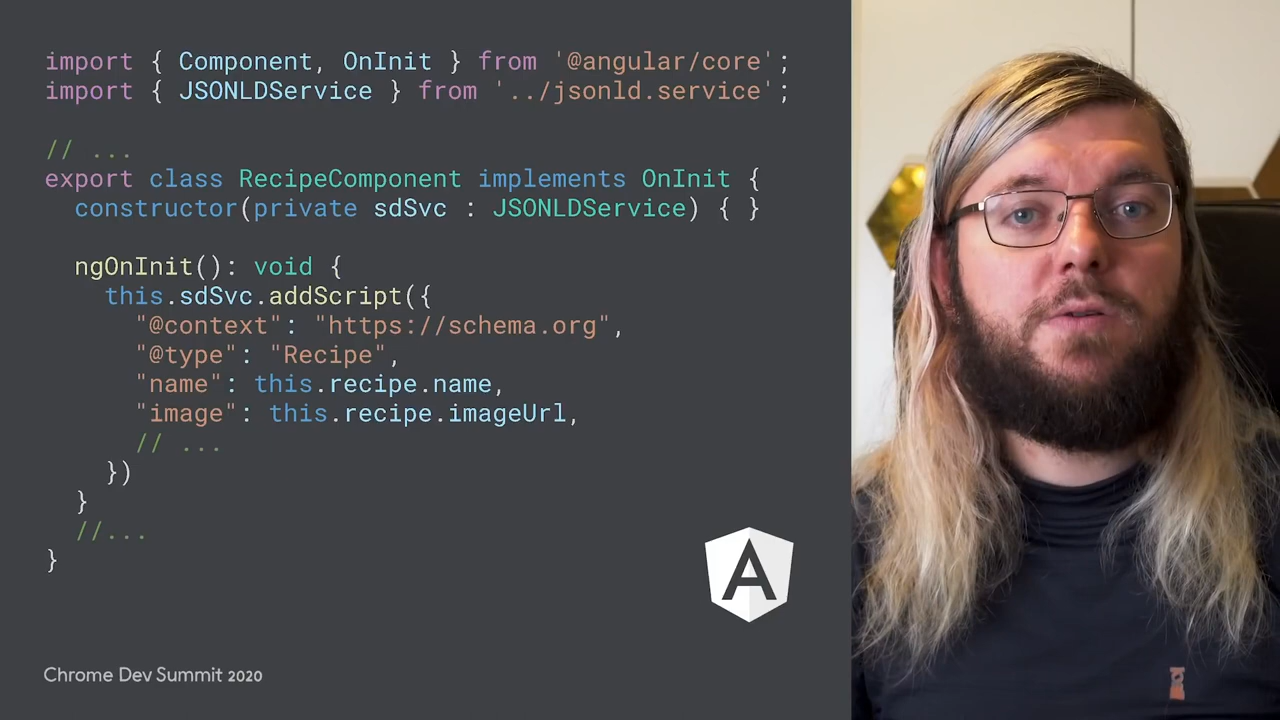 import { Component, OnInit } from '@angular/core';
import { JSONLDService } from '../jsonld.service';
// ...
export class RecipeComponent implements OnInit {
constructor(private sdSvc : JSONLDService) { }
ngOnInit(): void {
this.sdSvc.addScript({
"@context": "https://schema.org",
"@type": "Recipe",
"name": this.recipe.name,
"image": this.recipe.imageUrl,
// ...
})
}
//...
}
A
Chrome Dev Summit 2020